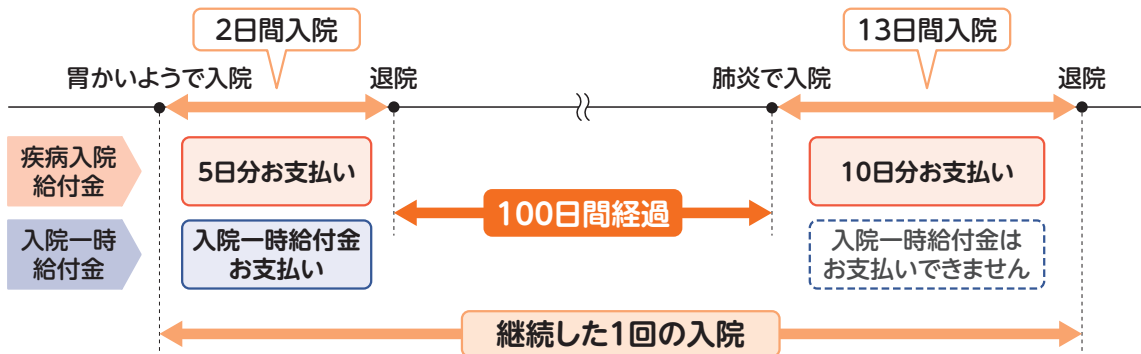 2日間入院
13日間入院
胃かいようで入院
退院
肺炎で入院
退院
疾病入院
給付金
5日分お支払い
10日分お支払い
100日間経過
入院一時
給付金
入院一時給付金
お支払い
入院一時給付金は
お支払いできません
継続した1回の入院